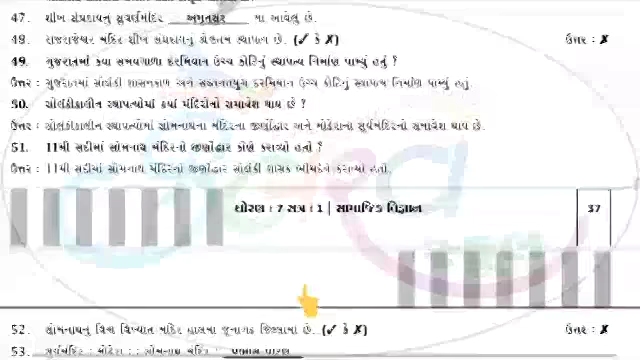 47. શીખ સંપ્રદાયનું સુવર્ણમંદિર અમૃતસર માં આવેલું છે.
48. રાજરાજેશ્વર મંદિર શીખ સંપ્રદાયનું શ્રેષ્ઠતમ સ્થાપત્ય છે. (✓ કે ✗) ઉત્તર : ✗
49. ગુજરાતમાં કયા સમયગાળા દરમિયાન ઉચ્ચ કોટિનું સ્થાપત્ય નિર્માણ પામ્યું હતું ?
ઉત્તર : ગુજરાતમાં સોલંકી શાસનકાળ અને સલ્તનતયુગ દરમિયાન ઉચ્ચ કોટિનું સ્થાપત્ય નિર્માણ પામ્યું હતું.
50. સોલંકીકાલીન સ્થાપત્યોમાં કયાં મંદિરોનો સમાવેશ થાય છે ?
ઉત્તર : સોલંકીકાલીન સ્થાપત્યોમાં સોમનાથના મંદિરના જીર્ણોદ્ધાર અને મોઢેરાનો સૂર્યમંદિરનો સમાવેશ થાય છે.
51. 11મી સદીમાં સોમનાથ મંદિરનો જીર્ણોદ્ધાર કોણે કરાવ્યો હતો ?
ઉત્તર : 11મી સદીમાં સોમનાથ મંદિરનો જીર્ણોદ્ધાર સોલંકી શાસક ભીમદેવે કરાવ્યો હતો.
ધોરણ : 7 સત્ર : 1 | સામાજિક વિજ્ઞાન 37
52. સોમનાથનું વિશ્વ વિખ્યાત મંદિર હાલમાં જૂનાગઢ જિલ્લામાં છે. (✓ કે ✗) ઉત્તર : ✗
53. સૂર્યમંદિર : મોઢેરા : : સોમનાથ મંદિર : પ્રભાસ પાટણ